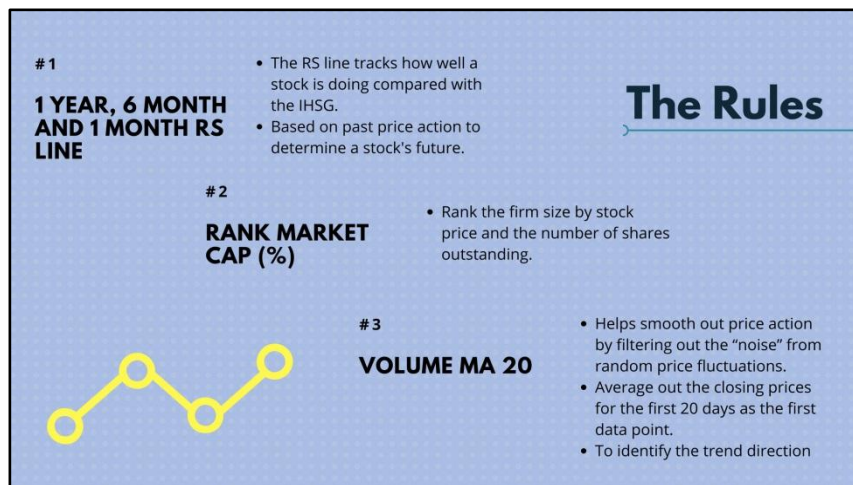 The Rules
#1
1 YEAR, 6 MONTH
AND 1 MONTH RS
LINE
• The RS line tracks how well a
stock is doing compared with
the IHSG.
• Based on past price action to
determine a stock's future.
#2
RANK MARKET
CAP (%)
• Rank the firm size by stock
price and the number of shares
outstanding.
#3
VOLUME MA 20
• Helps smooth out price action
by filtering out the “noise” from
random price fluctuations.
• Average out the closing prices
for the first 20 days as the first
data point.
• To identify the trend direction